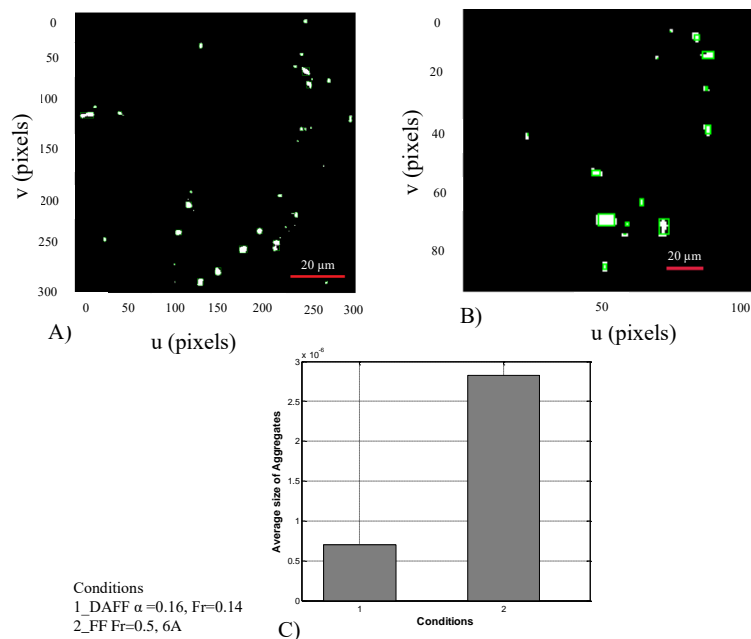 0
50
100
150
200
250
300
v (pixels)
20 µm
0
50
100
150
200
250
300
A)
u (pixels)
0
20
40
60
80
v (pixels)
20 µm
50
100
B)
u (pixels)
x 10⁻⁶
3
2.5
2
1.5
1
0.5
0
Average size of Aggregates
1
2
Conditions
C)
Conditions
1_DAFF α =0.16, Fr=0.14
2_FF Fr=0.5, 6A